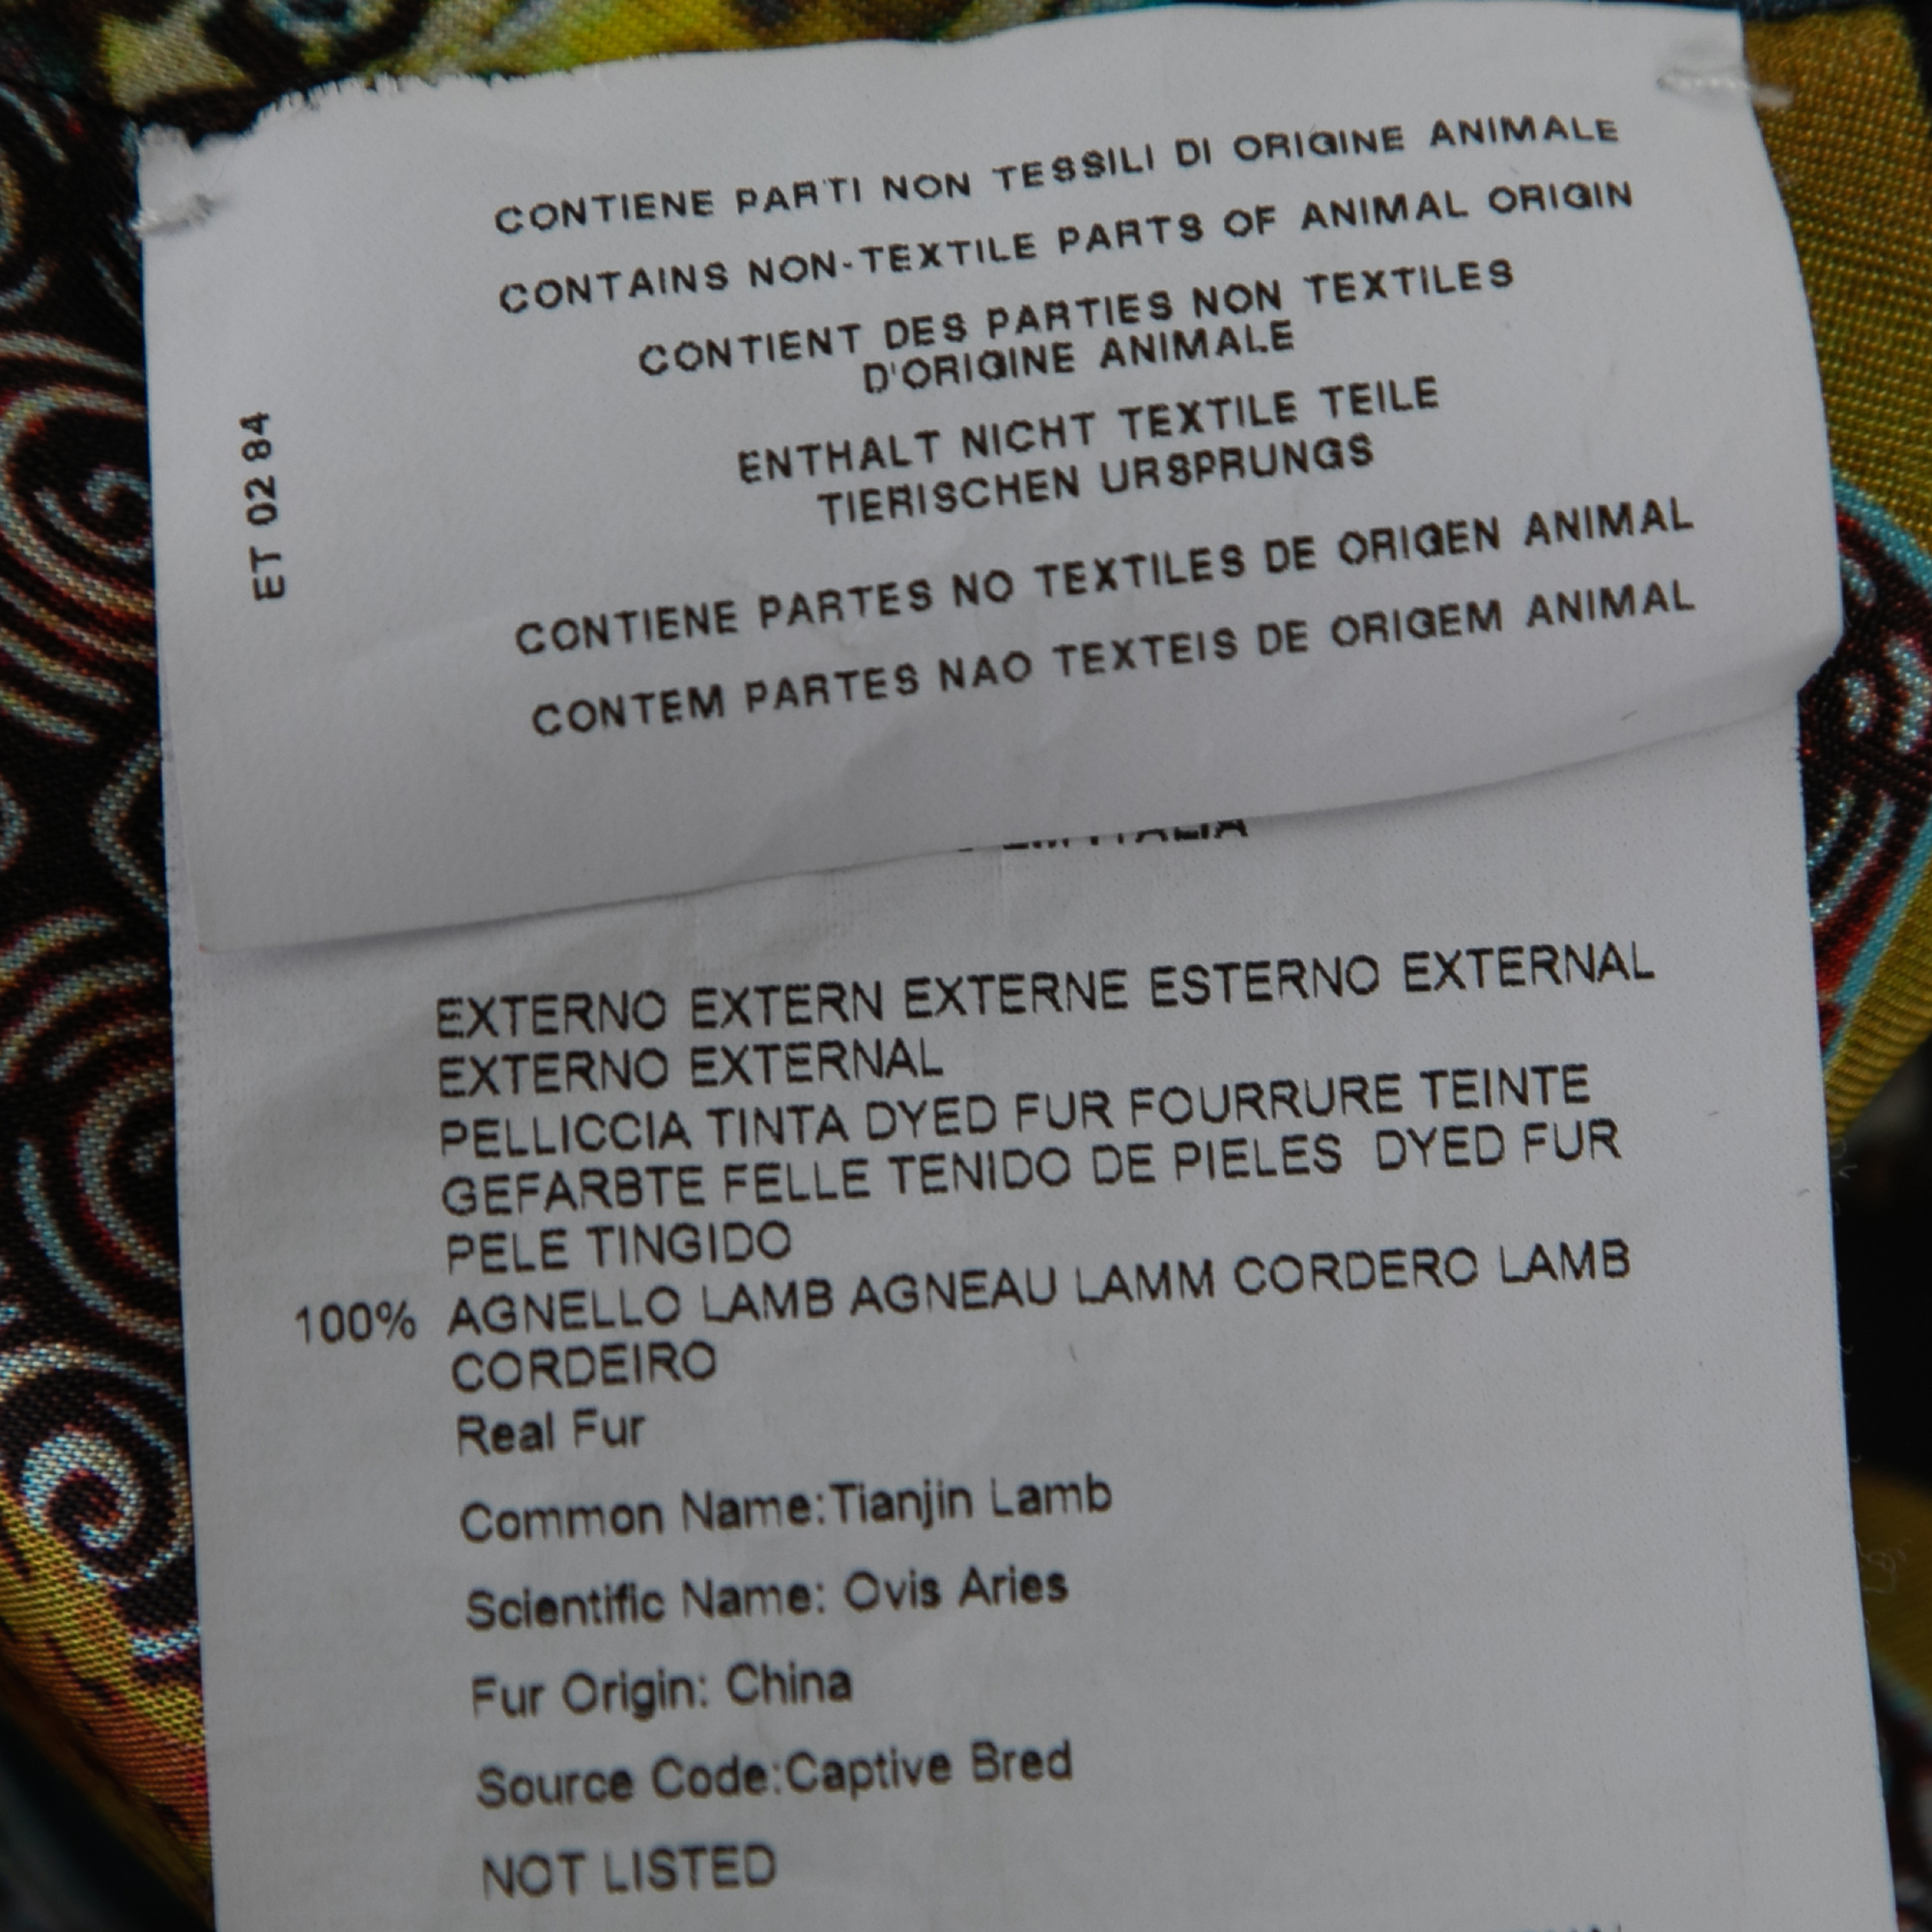 CONTIENE PARTI NON TESSILI DI ORIGINE ANIMALE
CONTAINS NON-TEXTILE PARTS OF ANIMAL ORIGIN
CONTIENT DES PARTIES NON TEXTILES
D'ORIGINE ANIMALE
ENTHALT NICHT TEXTILE TEILE
TIERISCHEN URSPRUNGS
CONTIENE PARTES NO TEXTILES DE ORIGEN ANIMAL
CONTEM PARTES NAO TEXTEIS DE ORIGEM ANIMAL
ET 02 84
ITALIA
EXTERNO EXTERN EXTERNE ESTERNO EXTERNAL
EXTERNO EXTERNAL
PELLICCIA TINTA DYED FUR FOURRURE TEINTE
GEFARBTE FELLE TENIDO DE PIELES DYED FUR
PELE TINGIDO
100% AGNELLO LAMB AGNEAU LAMM CORDERO LAMB
CORDEIRO
Real Fur
Common Name:Tianjin Lamb
Scientific Name: Ovis Aries
Fur Origin: China
Source Code:Captive Bred
NOT LISTED